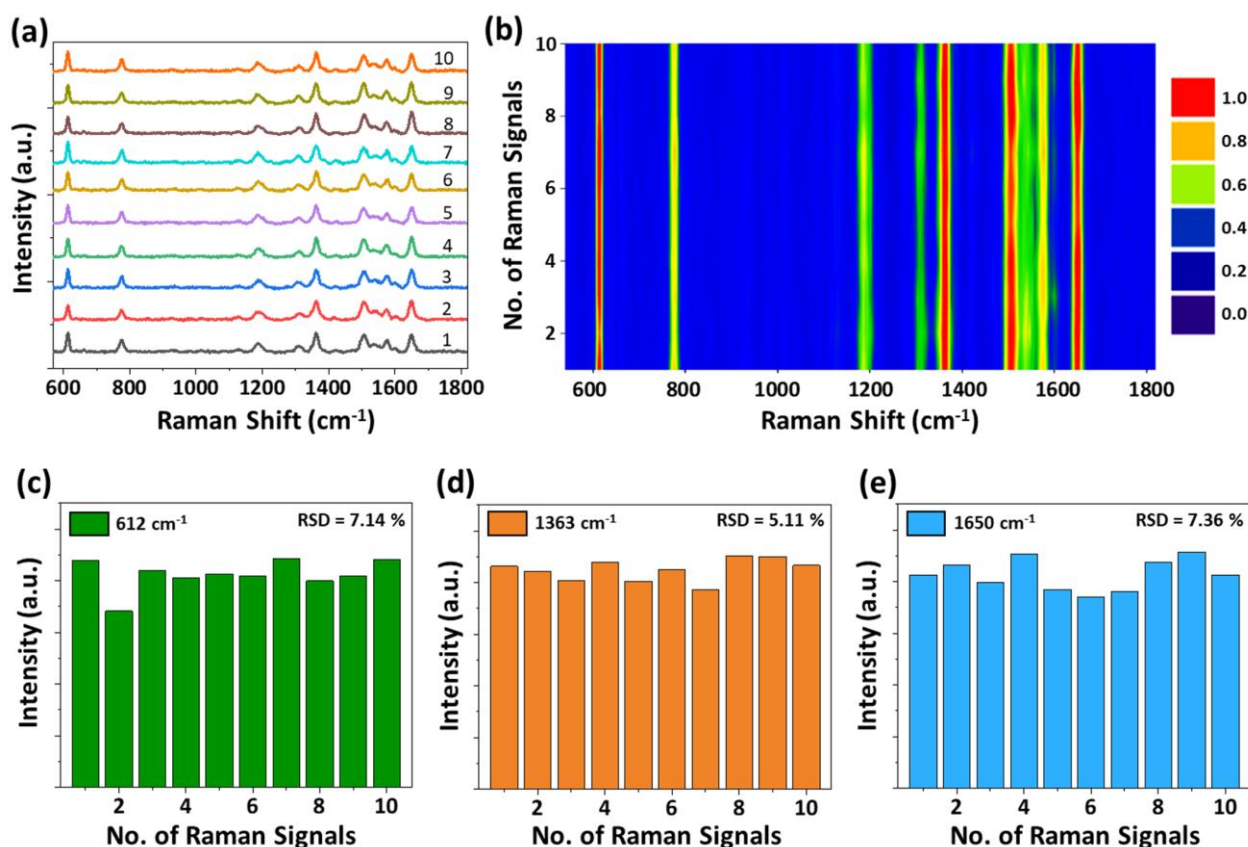 (a)
10
9
8
7
6
5
4
3
2
1
Intensity (a.u.)
600 800 1000 1200 1400 1600 1800
Raman Shift (cm⁻¹)
(b)
10
8
6
4
2
No. of Raman Signals
600 800 1000 1200 1400 1600 1800
Raman Shift (cm⁻¹)
1.0
0.8
0.6
0.4
0.2
0.0
(c)
612 cm⁻¹ RSD = 7.14 %
Intensity (a.u.)
2 4 6 8 10
No. of Raman Signals
(d)
1363 cm⁻¹ RSD = 5.11 %
Intensity (a.u.)
2 4 6 8 10
No. of Raman Signals
(e)
1650 cm⁻¹ RSD = 7.36 %
Intensity (a.u.)
2 4 6 8 10
No. of Raman Signals